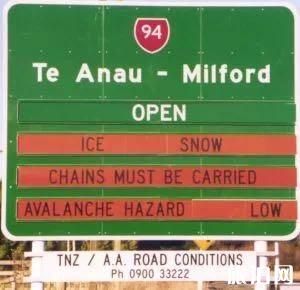 94
Te Anau - Milford
OPEN
ICE SNOW
CHAINS MUST BE CARRIED
AVALANCHE HAZARD LOW
TNZ / A.A. ROAD CONDITIONS
Ph 0900 33222